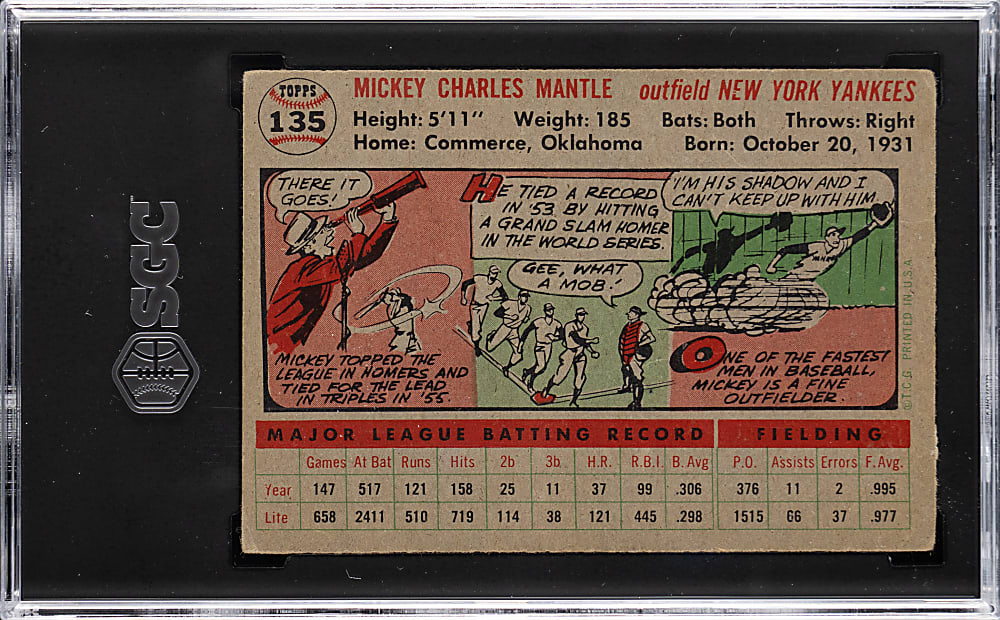 TOPPS
135
MICKEY CHARLES MANTLE outfield NEW YORK YANKEES
Height: 5'11" Weight: 185 Bats: Both Throws: Right
Home: Commerce, Oklahoma Born: October 20, 1931
THERE IT
GOES!
MICKEY TOPPED THE
LEAGUE IN HOMERS AND
TIED FOR THE LEAD
IN TRIPLES IN '55.
HE TIED A RECORD
IN '53 BY HITTING
A GRAND SLAM HOMER
IN THE WORLD SERIES.
GEE, WHAT
A MOB!
I'M HIS SHADOW AND I
CAN'T KEEP UP WITH HIM
ONE OF THE FASTEST
MEN IN BASEBALL,
MICKEY IS A FINE
OUTFIELDER.
©T.C.G. PRINTED IN U.S.A.
MAJOR LEAGUE BATTING RECORD FIELDING
Games At Bat Runs Hits 2b 3b H.R. R.B.I. B. Avg P.O. Assists Errors F. Avg.
Year 147 517 121 158 25 11 37 99 .306 376 11 2 .995
Life 658 2411 510 719 114 38 121 445 .298 1515 66 37 .977
SGC